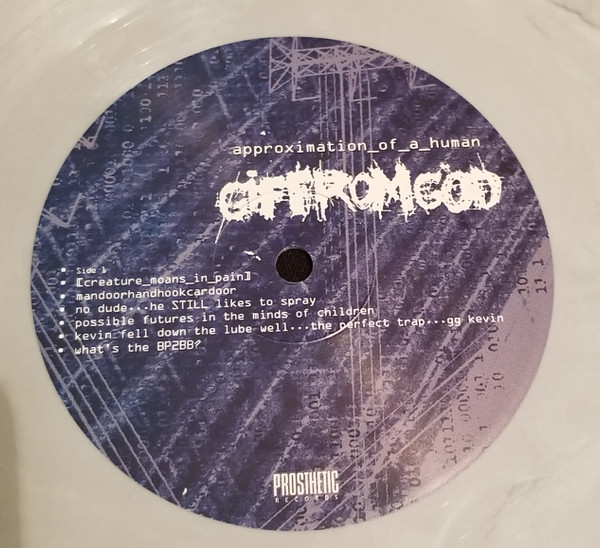 approximation_of_a_human
GIFTFROMGOD
Side 1
[creature_moans_in_pain]
mandoorhandhookcardoor
no dude...he STILL likes to spray
possible futures in the minds of children
kevin fell down the lube well...the perfect trap...gg kevin
what's the BP2BB?
PROSTHETIC
RECORDS